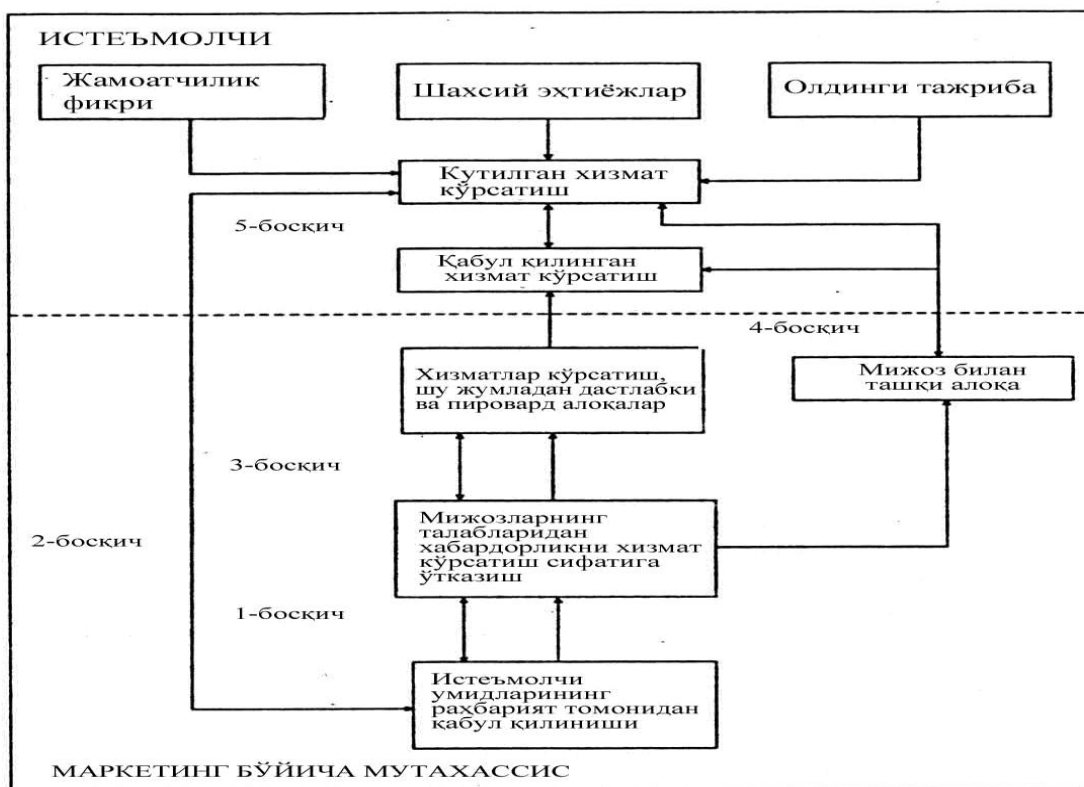 ИСТЕЪМОЛЧИ
Жамоатчилик
фикри
Шахсий эҳтиёжлар
Олдинги тажриба
Кутилган хизмат
кўрсатиш
5-босқич
Қабул қилинган
хизмат кўрсатиш
4-босқич
Хизматлар кўрсатиш,
шу жумладан дастлабки
ва пировард алоқалар
Мижоз билан
ташқи алоқа
3-босқич
2-босқич
Мижозларнинг
талабларидан
хабардорликни хизмат
кўрсатиш сифатига
ўтказиш
1-босқич
Истеъмолчи
умидларининг
раҳбарият томонидан
қабул қилиниши
МАРКЕТИНГ БЎЙИЧА МУТАХАССИС